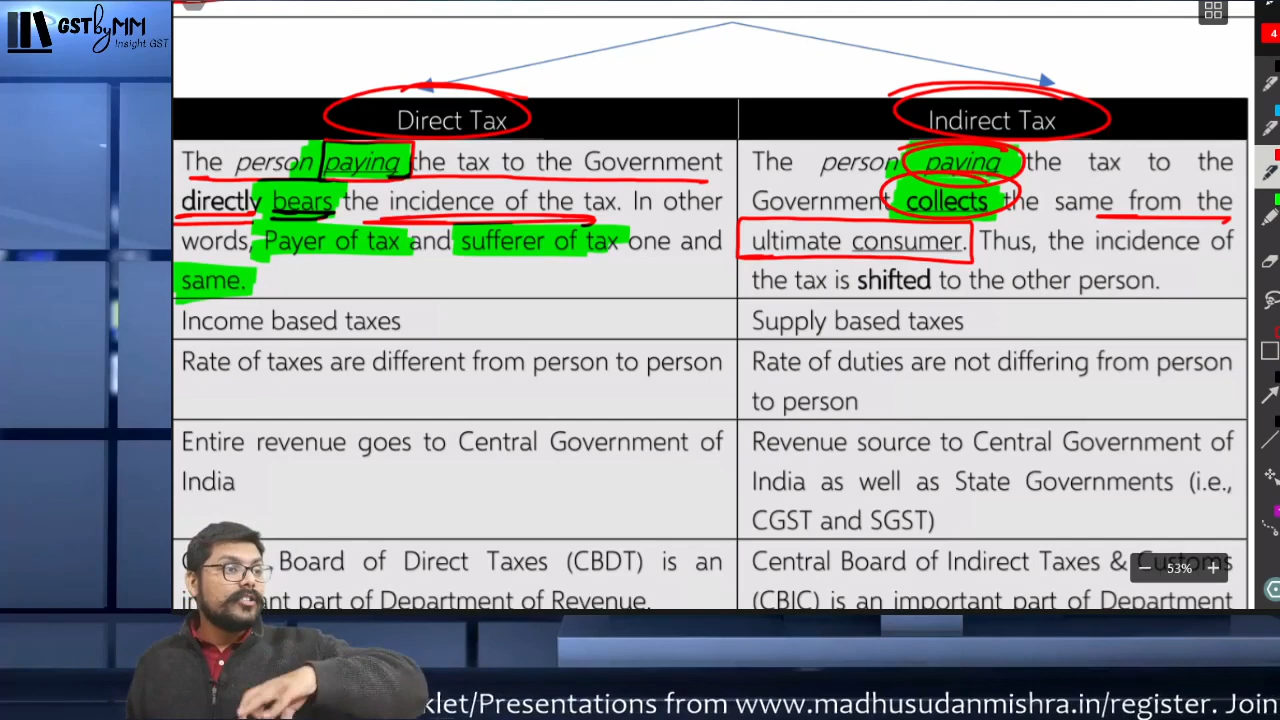 GSTbyMM
Insight GST
4
Direct Tax
Indirect Tax
The person paying the tax to the Government
directly bears the incidence of the tax. In other
words, Payer of tax and sufferer of tax one and
same.
The person paying the tax to the
Government collects the same from the
ultimate consumer. Thus, the incidence of
the tax is shifted to the other person.
Income based taxes
Supply based taxes
Rate of taxes are different from person to person
Rate of duties are not differing from person
to person
Entire revenue goes to Central Government of
India
Revenue source to Central Government of
India as well as State Governments (i.e.,
CGST and SGST)
Board of Direct Taxes (CBDT) is an
important part of Department of Revenue.
Central Board of Indirect Taxes & Customs
(CBIC) is an important part of Department
53%
klet/Presentations from www.madhusudanmishra.in/register. Join